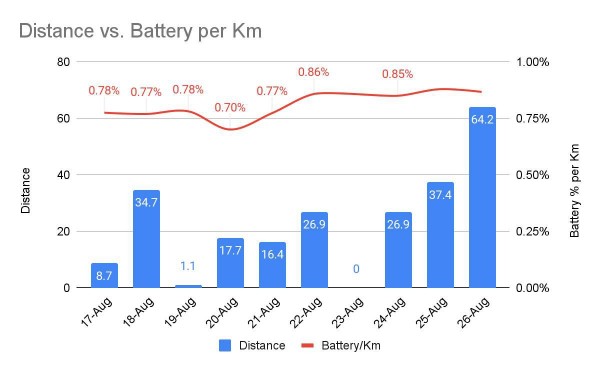 Distance vs. Battery per Km
80
60
40
20
0
Distance
1.00%
0.75%
0.50%
0.25%
0.00%
Battery % per Km
0.78%
0.77%
0.78%
0.70%
0.77%
0.86%
0.85%
8.7
34.7
1.1
17.7
16.4
26.9
0
26.9
37.4
64.2
17-Aug
18-Aug
19-Aug
20-Aug
21-Aug
22-Aug
23-Aug
24-Aug
25-Aug
26-Aug
Distance
Battery/Km